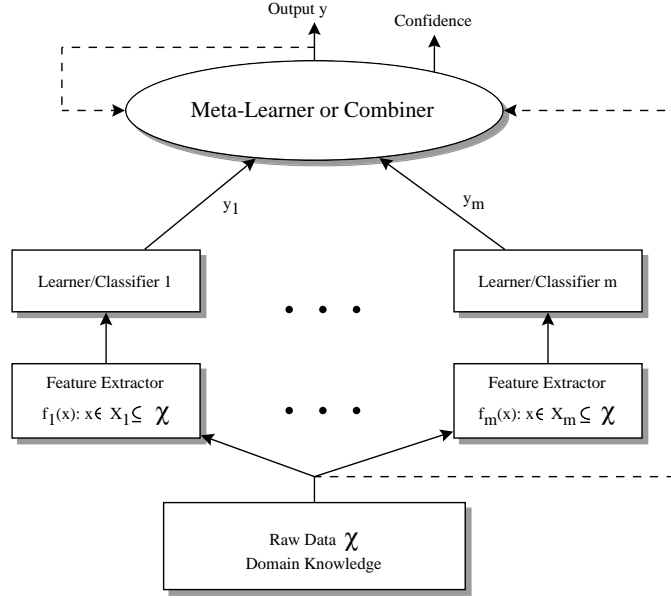 Output y
Confidence
Meta-Learner or Combiner
y1
ym
Learner/Classifier 1
Learner/Classifier m
Feature Extractor
f1(x): x ∈ X1 ⊆ χ
Feature Extractor
fm(x): x ∈ Xm ⊆ χ
Raw Data χ
Domain Knowledge